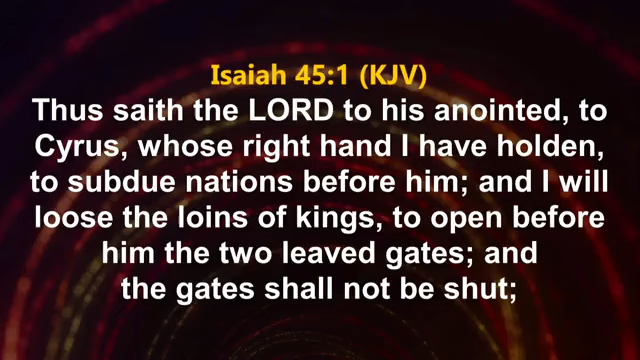 Isaiah 45:1 (KJV)
Thus saith the LORD to his anointed, to
Cyrus, whose right hand I have holden,
to subdue nations before him; and I will
loose the loins of kings, to open before
him the two leaved gates; and
the gates shall not be shut;